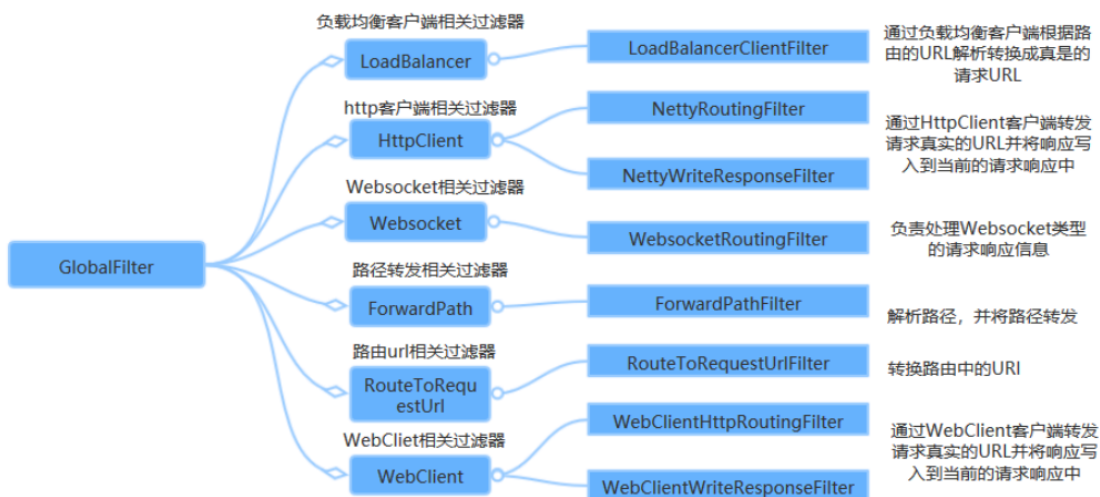 负载均衡客户端相关过滤器
LoadBalancer
LoadBalancerClientFilter
通过负载均衡客户端根据路
由的URL解析转换成真是的
请求URL
http客户端相关过滤器
HttpClient
NettyRoutingFilter
NettyWriteResponseFilter
通过HttpClient客户端转发
请求真实的URL并将响应写
入到当前的请求响应中
Websocket相关过滤器
Websocket
WebsocketRoutingFilter
负责处理Websocket类型
的请求响应信息
GlobalFilter
路径转发相关过滤器
ForwardPath
ForwardPathFilter
解析路径，并将路径转发
路由url相关过滤器
RouteToRequ
estUrl
RouteToRequestUrlFilter
转换路由中的URI
WebCliet相关过滤器
WebClient
WebClientHttpRoutingFilter
WebClientWriteResponseFilter
通过WebClient客户端转发
请求真实的URL并将响应写
入到当前的请求响应中